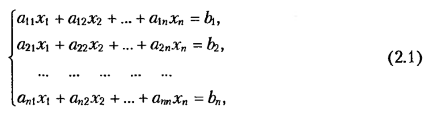 a₁₁x₁ + a₁₂x₂ + ... + a₁ₙxₙ = b₁,
a₂₁x₁ + a₂₂x₂ + ... + a₂ₙxₙ = b₂,
... ... ... ... ... (2.1)
aₙ₁x₁ + aₙ₂x₂ + ... + aₙₙxₙ = bₙ,